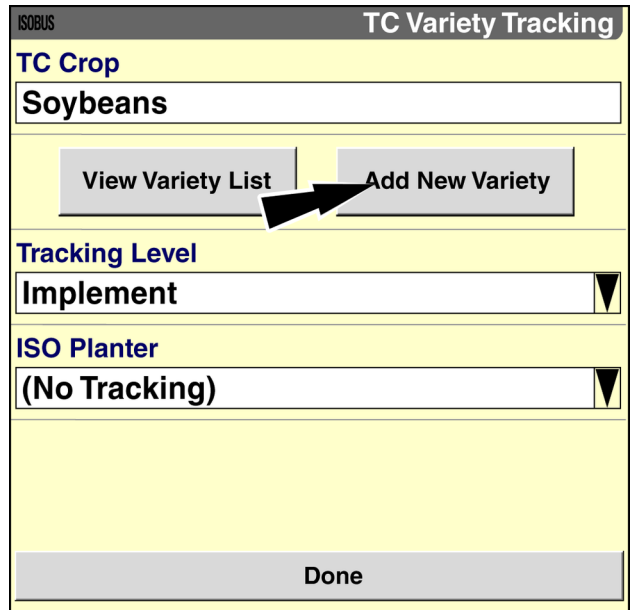 ISOBUS TC Variety Tracking
TC Crop
Soybeans
View Variety List Add New Variety
Tracking Level
Implement
ISO Planter
(No Tracking)
Done